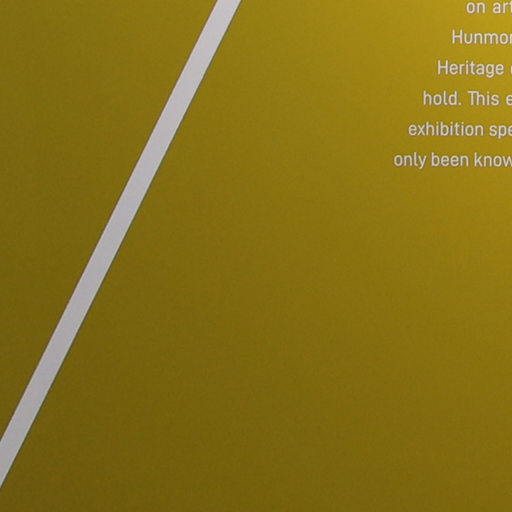 on art
Hunmor
Heritage
hold. This e
exhibition spe
only been know